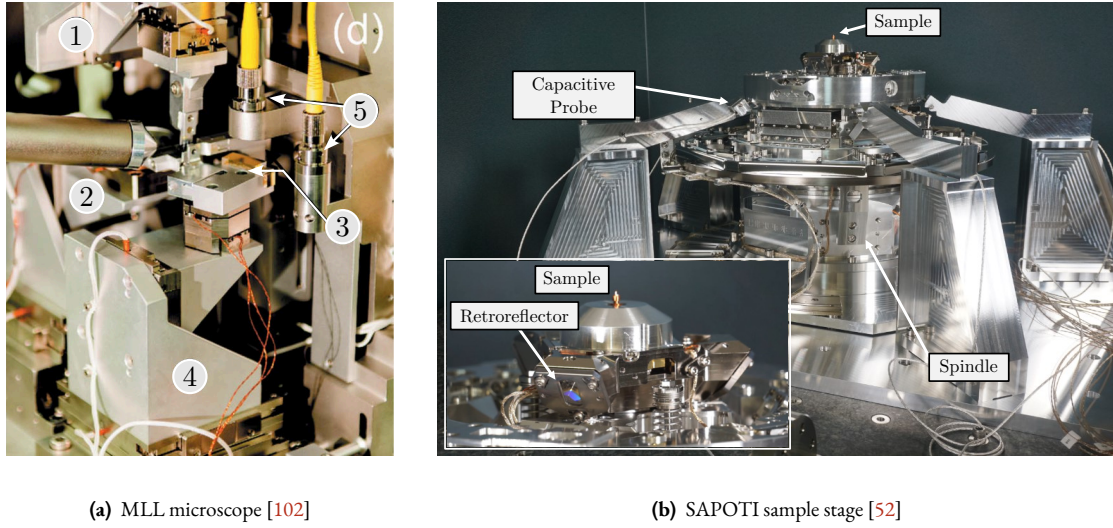 (d)
1
5
2
3
4
Sample
Capacitive
Probe
Sample
Retroreflector
Spindle
(a) MLL microscope [102]
(b) SAPOTI sample stage [52]